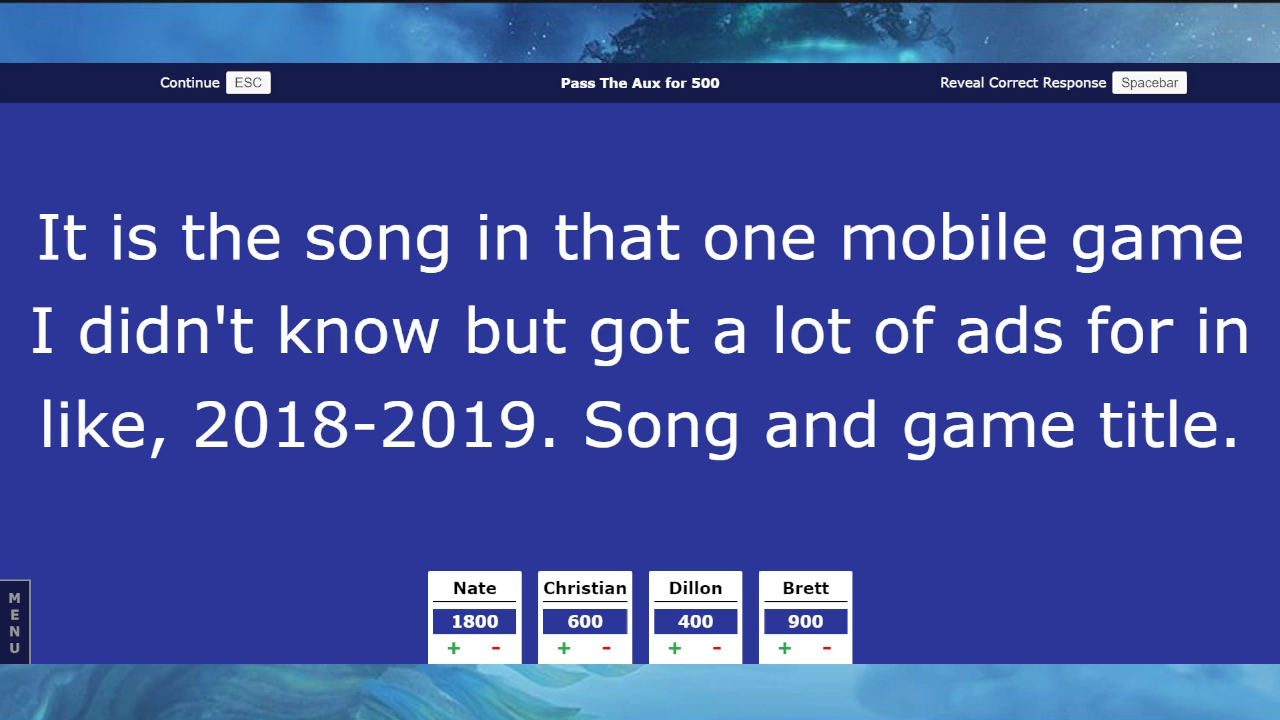 Continue ESC Pass The Aux for 500 Reveal Correct Response Spacebar
It is the song in that one mobile game
I didn't know but got a lot of ads for in
like, 2018-2019. Song and game title.
Nate Christian Dillon Brett
1800 600 400 900
+ - + - + - + -
MENU